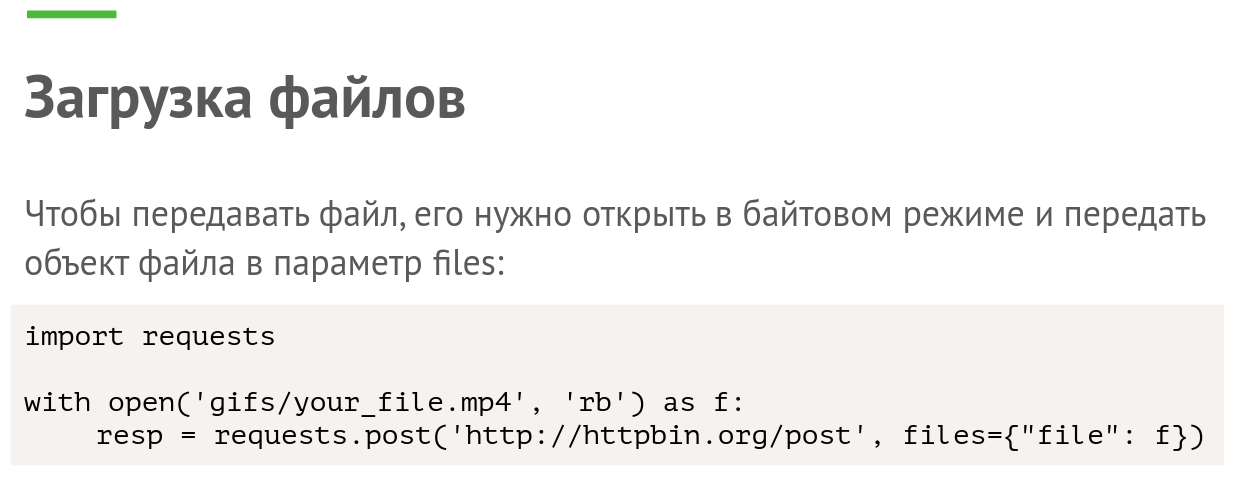 Загрузка файлов
Чтобы передавать файл, его нужно открыть в байтовом режиме и передать
объект файла в параметр files:
import requests
with open('gifs/your_file.mp4', 'rb') as f:
    resp = requests.post('http://httpbin.org/post', files={"file": f})